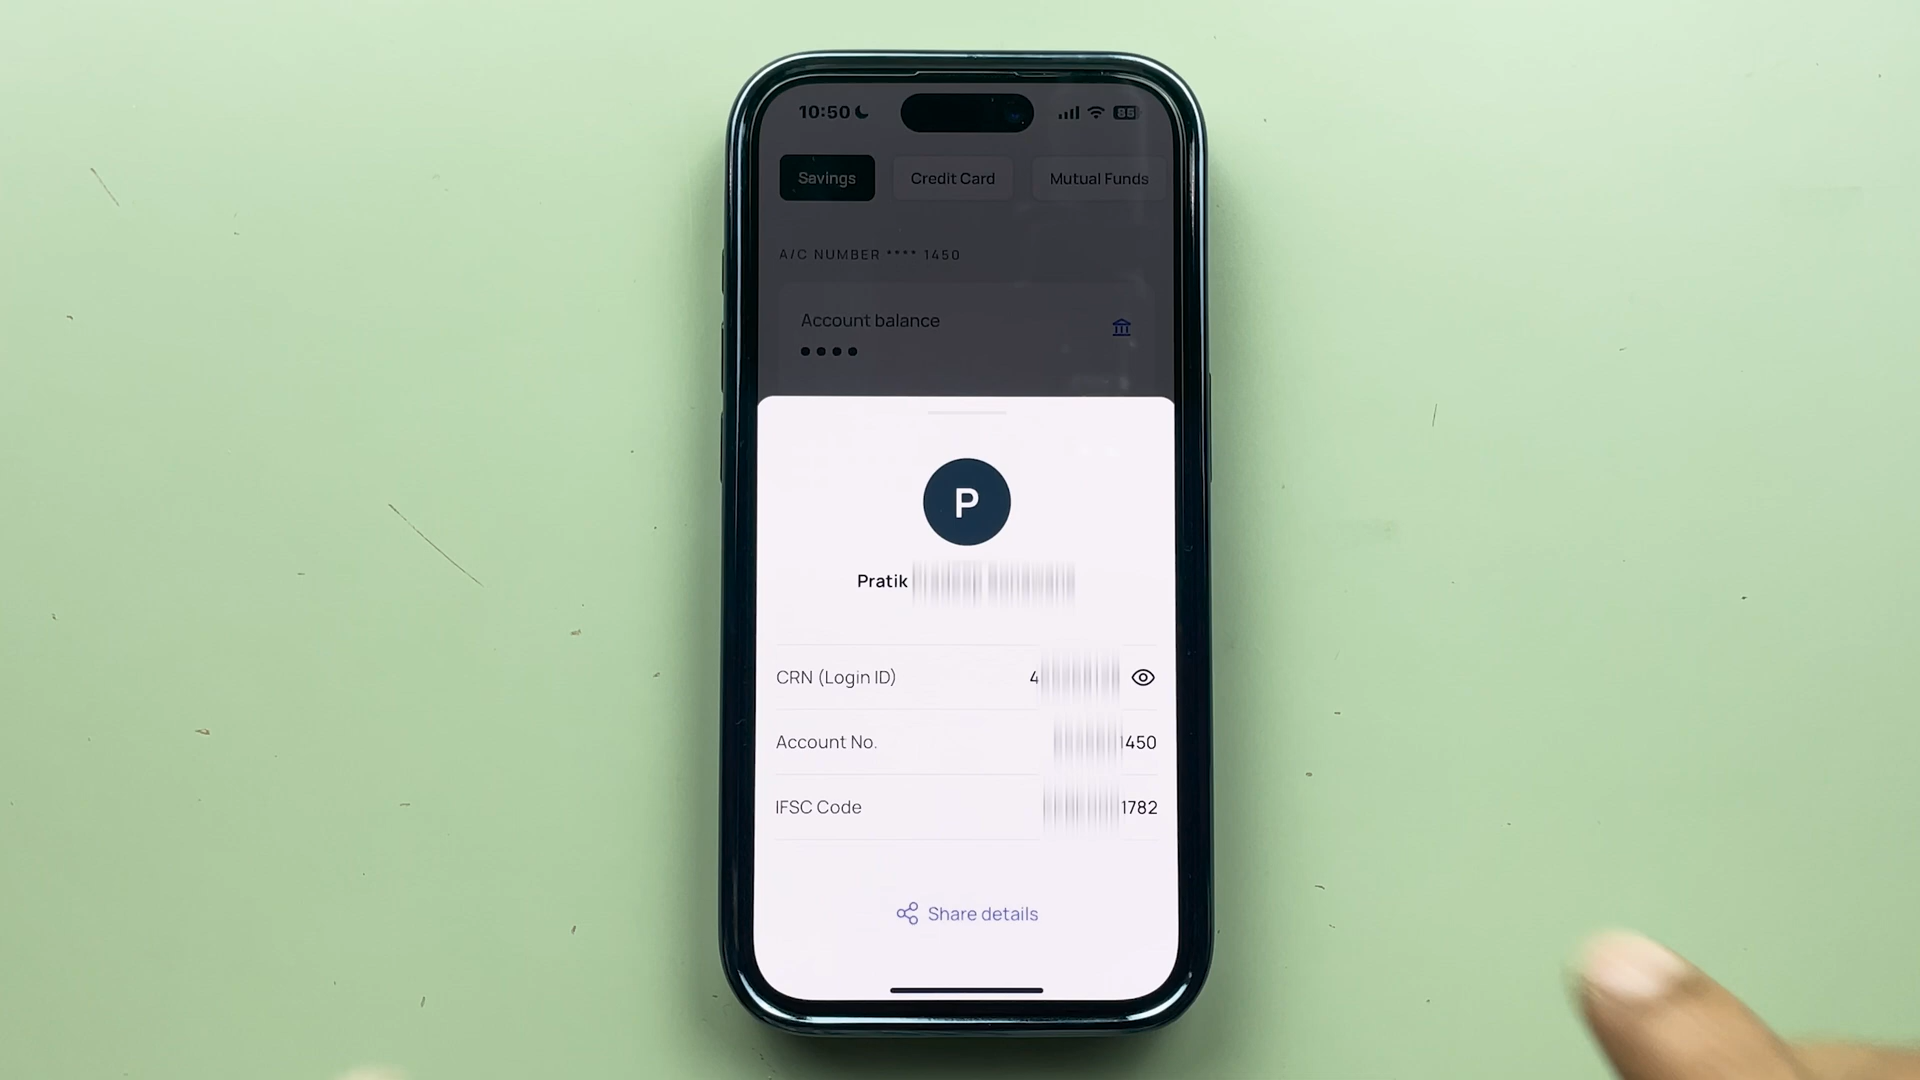 10:50 86
Savings Credit Card Mutual Funds
A/C NUMBER **** 1450
Account balance
P
Pratik
CRN (Login ID) 4
Account No. 450
IFSC Code 1782
Share details